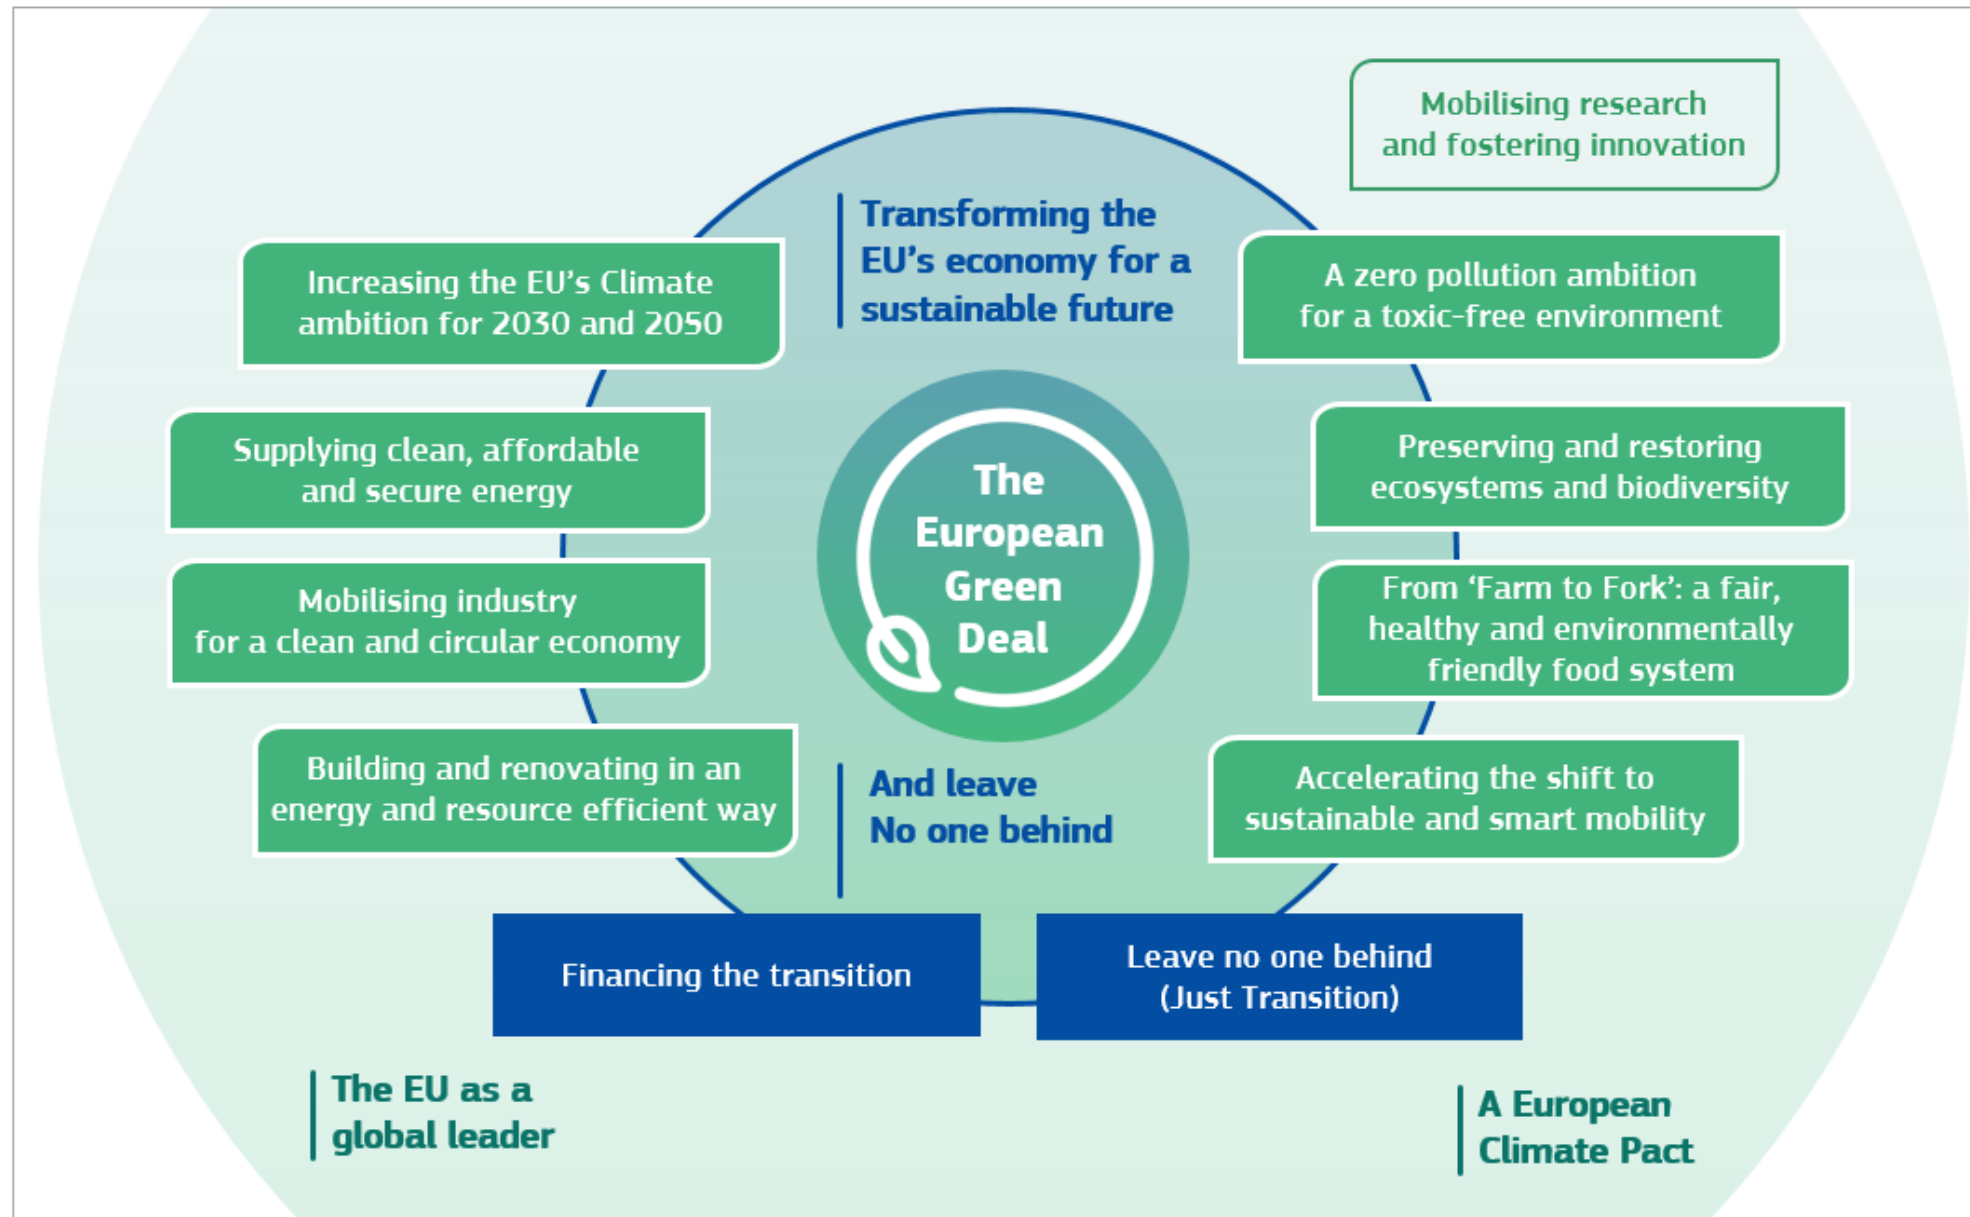 Mobilising research
and fostering innovation
Transforming the
EU's economy for a
sustainable future
Increasing the EU's Climate
ambition for 2030 and 2050
A zero pollution ambition
for a toxic-free environment
Supplying clean, affordable
and secure energy
Preserving and restoring
ecosystems and biodiversity
The
European
Green
Deal
Mobilising industry
for a clean and circular economy
From ‘Farm to Fork’: a fair,
healthy and environmentally
friendly food system
Building and renovating in an
energy and resource efficient way
And leave
No one behind
Accelerating the shift to
sustainable and smart mobility
Financing the transition
Leave no one behind
(Just Transition)
The EU as a
global leader
A European
Climate Pact